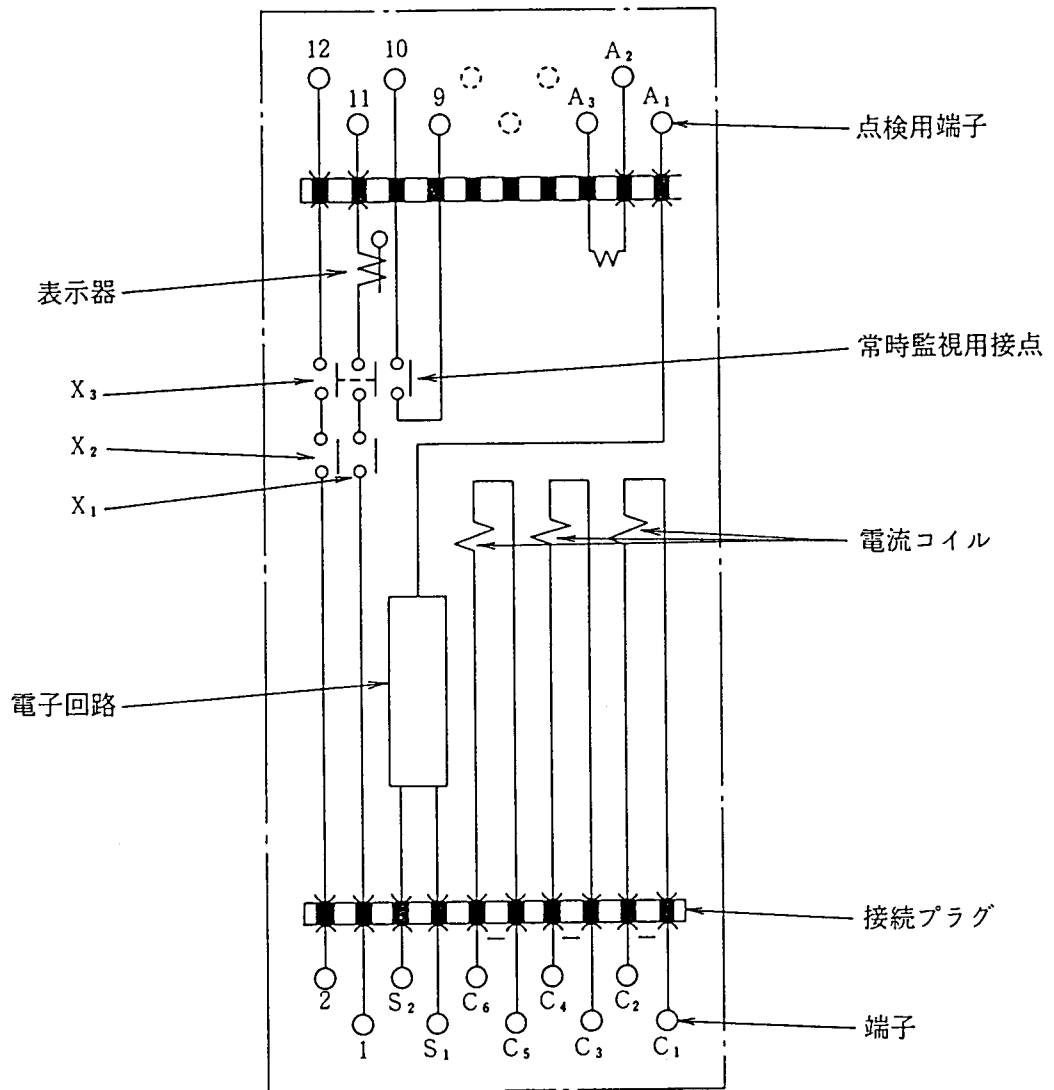 12
10
A₂
11
9
A₃
A₁
点検用端子
表示器
常時監視用接点
X₃
X₂
X₁
電流コイル
電子回路
接続プラグ
2
S₂
C₆
C₄
C₂
端子
1
S₁
C₅
C₃
C₁